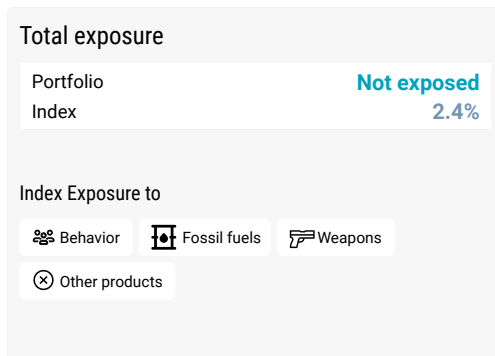 Total exposure
Portfolio Not exposed
Index 2.4%
Index Exposure to
Behavior Fossil fuels Weapons
Other products